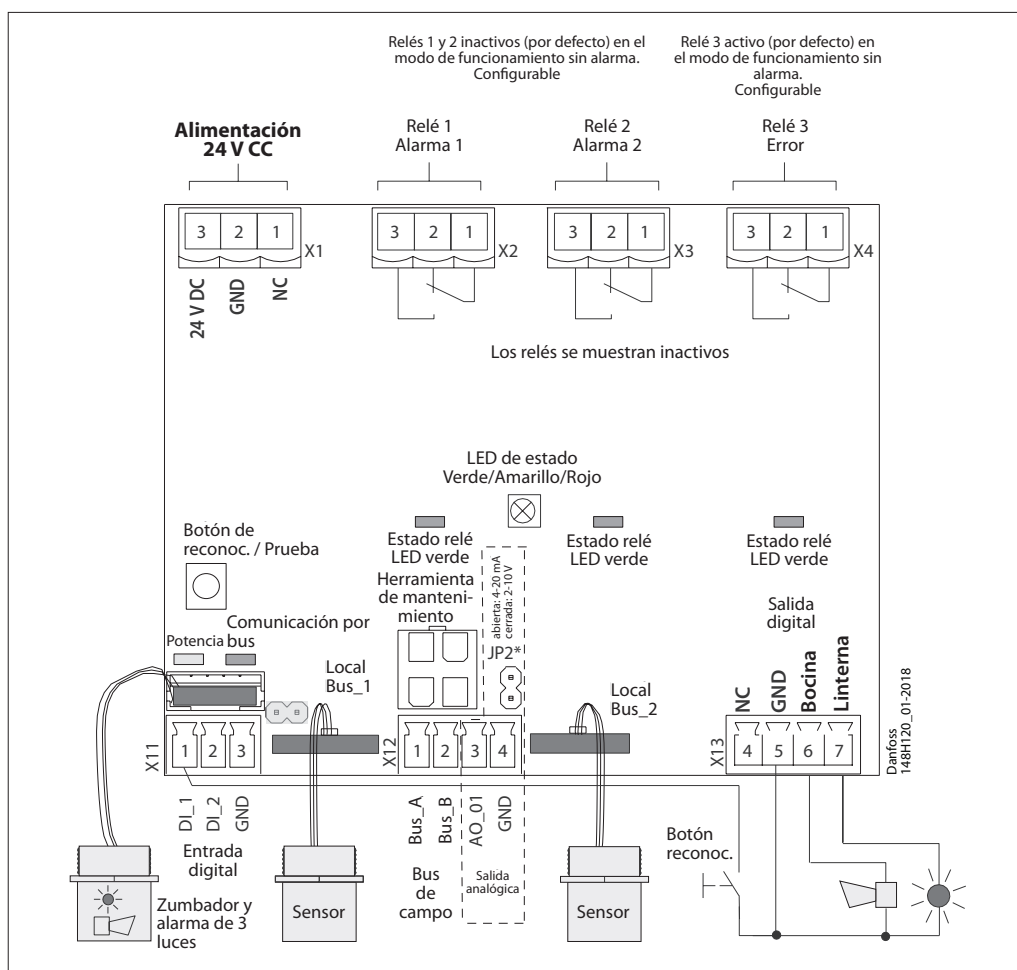 Relés 1 y 2 inactivos (por defecto) en el
modo de funcionamiento sin alarma.
Configurable
Relé 3 activo (por defecto) en
el modo de funcionamiento sin
alarma.
Configurable
Alimentación
24 V CC
Relé 1
Alarma 1
Relé 2
Alarma 2
Relé 3
Error
3 2 1
X1
3 2 1
X2
3 2 1
X3
3 2 1
X4
24 V DC
GND
NC
Los relés se muestran inactivos
LED de estado
Verde/Amarillo/Rojo
Botón de
reconoc. / Prueba
Estado relé
LED verde
Estado relé
LED verde
Estado relé
LED verde
Herramienta
de manteni-
miento
abierta: 4-20 mA
cerrada: 2-10 V
JP2*
Salida
digital
Comunicación por
bus
Potencia
Local
Bus_1
Local
Bus_2
NC
GND
Bocina
Linterna
Danfoss
148H120_01-2018
X11
1 2 3
X12
1 2 3 4
X13
4 5 6 7
DI_1
DI_2
GND
Bus_A
Bus_B
AO_01
GND
Entrada
digital
Bus
de
campo
Salida
analógica
Botón
reconoc.
Zumbador y
alarma de 3
luces
Sensor
Sensor